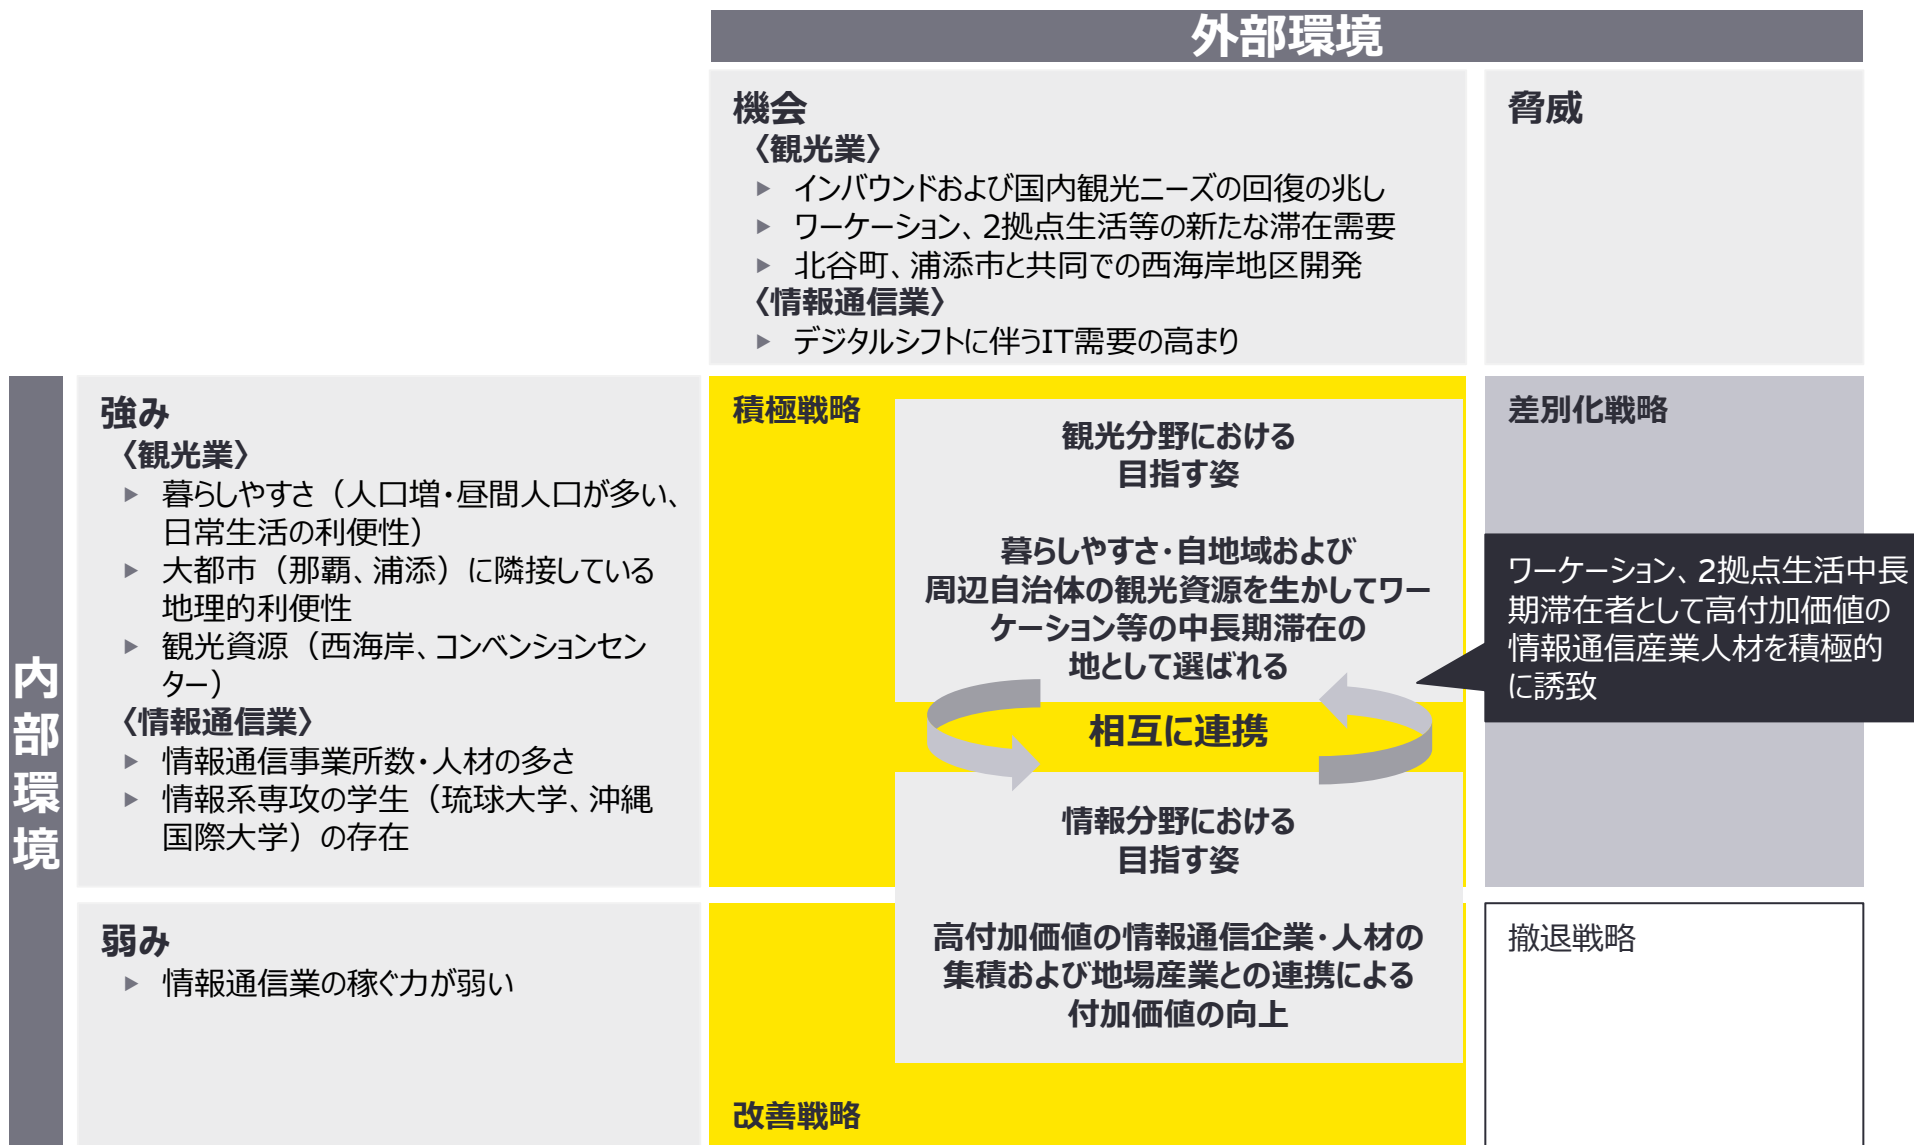 外部環境
機会
〈観光業〉
▶ インバウンドおよび国内観光ニーズの回復の兆し
▶ ワーケーション、2拠点生活等の新たな滞在需要
▶ 北谷町、浦添市と共同での西海岸地区開発
〈情報通信業〉
▶ デジタルシフトに伴うIT需要の高まり
脅威
内部環境
強み
〈観光業〉
▶ 暮らしやすさ（人口増・昼間人口が多い、
日常生活の利便性）
▶ 大都市（那覇、浦添）に隣接している
地理的利便性
▶ 観光資源（西海岸、コンベンションセン
ター）
〈情報通信業〉
▶ 情報通信事業所数・人材の多さ
▶ 情報系専攻の学生（琉球大学、沖縄
国際大学）の存在
積極戦略
観光分野における
目指す姿
暮らしやすさ・自地域および
周辺自治体の観光資源を生かしてワー
ケーション等の中長期滞在の
地として選ばれる
相互に連携
情報分野における
目指す姿
高付加価値の情報通信企業・人材の
集積および地場産業との連携による
付加価値の向上
差別化戦略
ワーケーション、2拠点生活中長
期滞在者として高付加価値の
情報通信産業人材を積極的
に誘致
弱み
▶ 情報通信業の稼ぐ力が弱い
改善戦略
撤退戦略